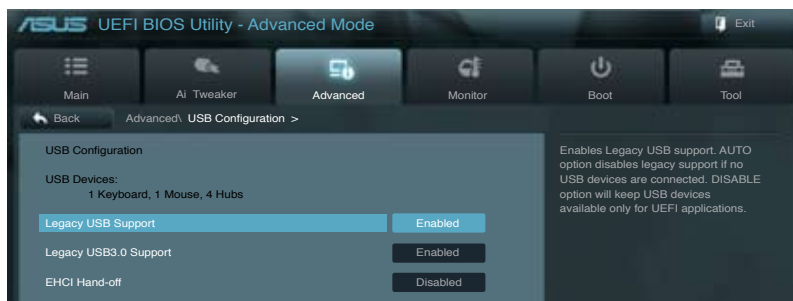 ASUS UEFI BIOS Utility - Advanced Mode
Exit
Main
Ai Tweaker
Advanced
Monitor
Boot
Tool
Back
Advanced\ USB Configuration >
USB Configuration
USB Devices:
1 Keyboard, 1 Mouse, 4 Hubs
Legacy USB Support Enabled
Legacy USB3.0 Support Enabled
EHCI Hand-off Disabled
Enables Legacy USB support. AUTO
option disables legacy support if no
USB devices are connected. DISABLE
option will keep USB devices
available only for UEFI applications.